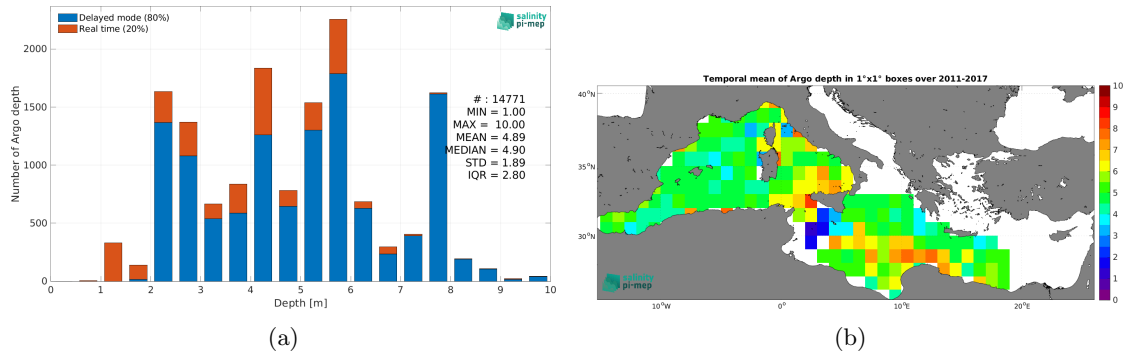 Delayed mode (80%)
Real time (20%)
salinity
pi-mep
2000
1500
1000
500
0
Number of Argo depth
# : 14771
MIN = 1.00
MAX = 10.00
MEAN = 4.89
MEDIAN = 4.90
STD = 1.89
IQR = 2.80
0 1 2 3 4 5 6 7 8 9 10
Depth [m]
(a)
Temporal mean of Argo depth in 1°x1° boxes over 2011-2017
40°N
35°N
30°N
10°W 0° 10°E 20°E
salinity
pi-mep
10
9
8
7
6
5
4
3
2
1
0
(b)